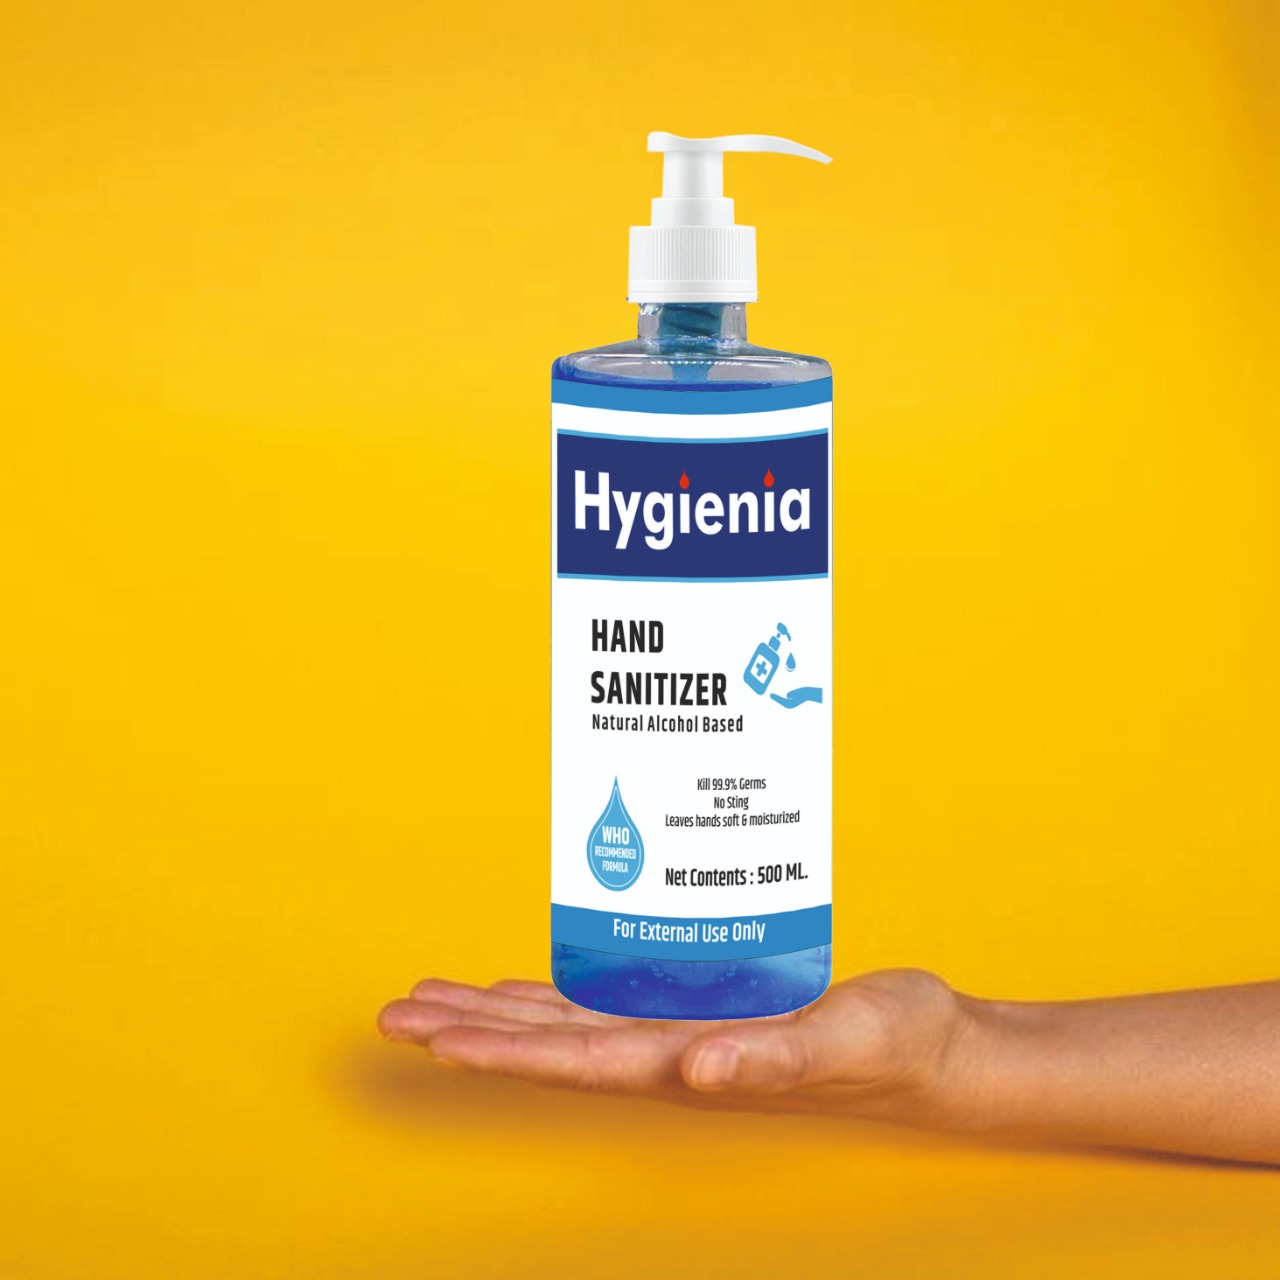 Hygienia
HAND
SANITIZER
Natural Alcohol Based
Kill 99.9% Germs
No Sting
Leaves hands soft & moisturized
WHO
RECOMMENDED
FORMULA
Net Contents : 500 ML.
For External Use Only